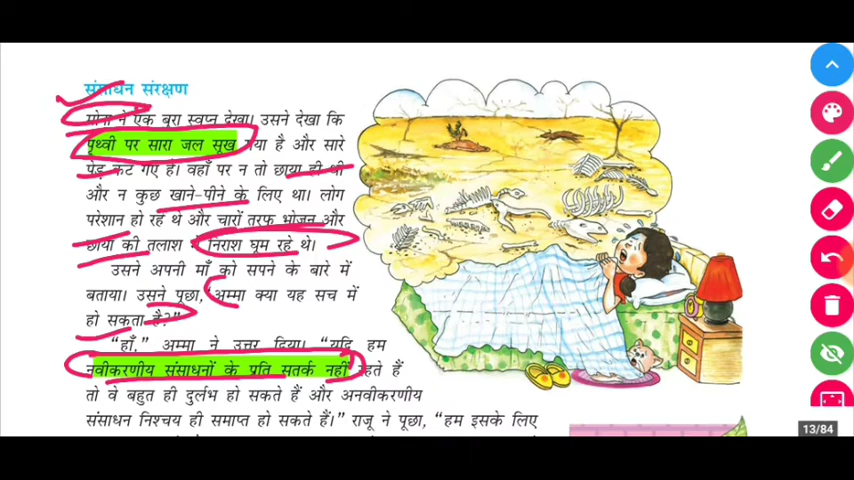 संसाधन संरक्षण
मोना ने एक बुरा स्वप्न देखा। उसने देखा कि
पृथ्वी पर सारा जल सूख गया है और सारे
पेड़ कट गए हैं। वहाँ पर न तो छाया ही थी
और न कुछ खाने-पीने के लिए था। लोग
परेशान हो रहे थे और चारों तरफ भोजन और
छाया की तलाश में निराश घूम रहे थे।
उसने अपनी माँ को सपने के बारे में
बताया। उसने पूछा, "अम्मा क्या यह सच में
हो सकता है?"
"हाँ," अम्मा ने उत्तर दिया। "यदि हम
नवीकरणीय संसाधनों के प्रति सतर्क नहीं रहते हैं
तो वे बहुत ही दुर्लभ हो सकते हैं और अनवीकरणीय
संसाधन निश्चय ही समाप्त हो सकते हैं।" राजू ने पूछा, "हम इसके लिए
13/84